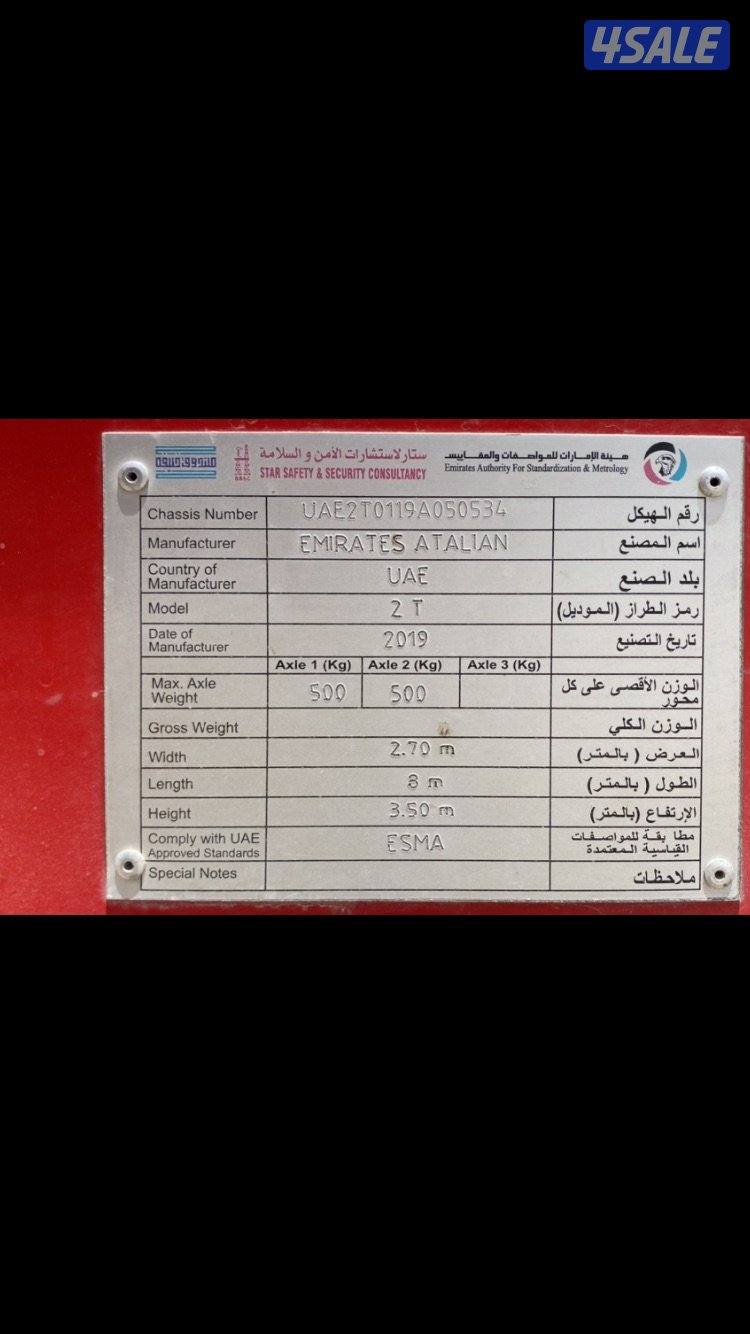 4SALE
صندوق خليفة
ستار لاستشارات الأمن و السلامة
STAR SAFETY & SECURITY CONSULTANCY
هيئة الإمارات للمواصفات والمقاييس
Emirates Authority For Standardization & Metrology
Chassis Number UAE2T0119A050534 رقم الهيكل
Manufacturer EMIRATES ATALIAN اسم المصنع
Country of Manufacturer UAE بلد الصنع
Model 2 T رمز الطراز (الموديل)
Date of Manufacturer 2019 تاريخ التصنيع
Axle 1 (Kg) Axle 2 (Kg) Axle 3 (Kg)
Max. Axle Weight 500 500 الوزن الأقصى على كل محور
Gross Weight الوزن الكلي
Width 2.70 m العرض ( بالمتر)
Length 8 m الطول ( بالمتر)
Height 3.50 m الإرتفاع (بالمتر)
Comply with UAE Approved Standards ESMA مطابقة للمواصفات القياسية المعتمدة
Special Notes ملاحظات